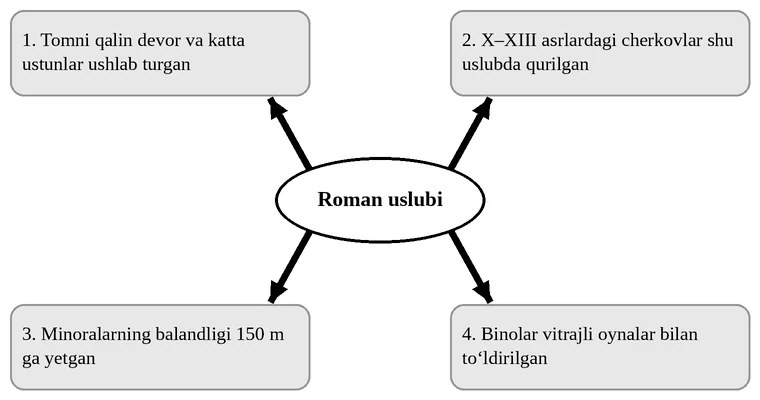 1. Tomni qalin devor va katta
ustunlar ushlab turgan
2. X–XIII asrlardagi cherkovlar shu
uslubda qurilgan
Roman uslubi
3. Minoralarning balandligi 150 m
ga yetgan
4. Binolar vitrajli oynalar bilan
to‘ldirilgan